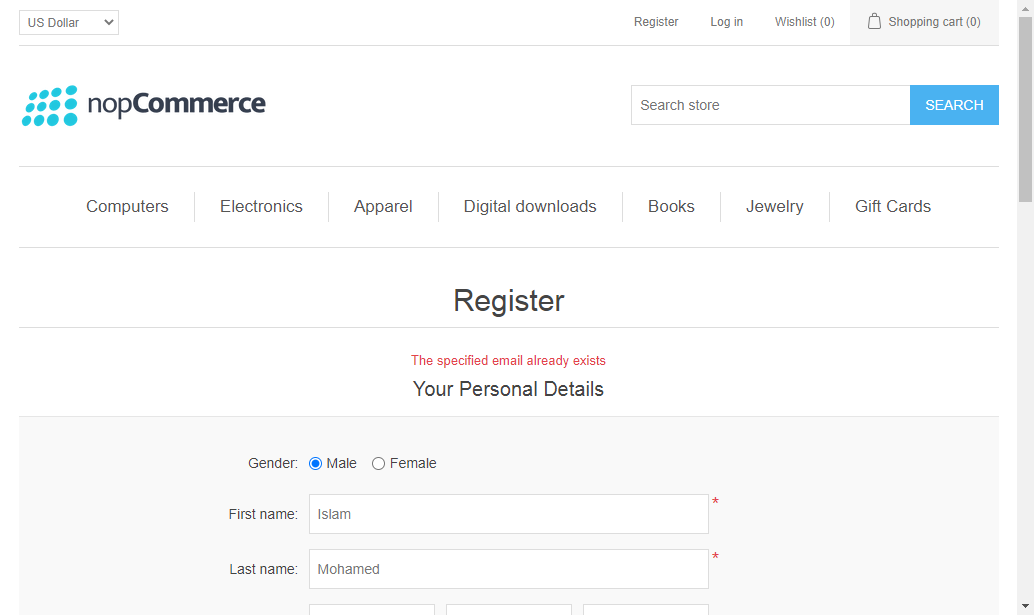 US Dollar Register Log in Wishlist (0) Shopping cart (0)
nopCommerce Search store SEARCH
Computers Electronics Apparel Digital downloads Books Jewelry Gift Cards
Register
The specified email already exists
Your Personal Details
Gender: Male Female
First name: Islam *
Last name: Mohamed *